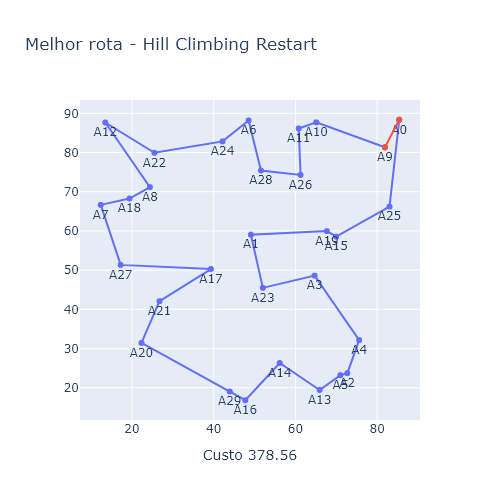 Melhor rota - Hill Climbing Restart
90
80
70
60
50
40
30
20
A12
A6
A11
A10
A0
A22
A24
A9
A28
A26
A8
A7
A18
A25
A1
A19
A15
A27
A17
A23
A3
A21
A20
A4
A14
A5
A2
A29
A16
A13
20
40
60
80
Custo 378.56